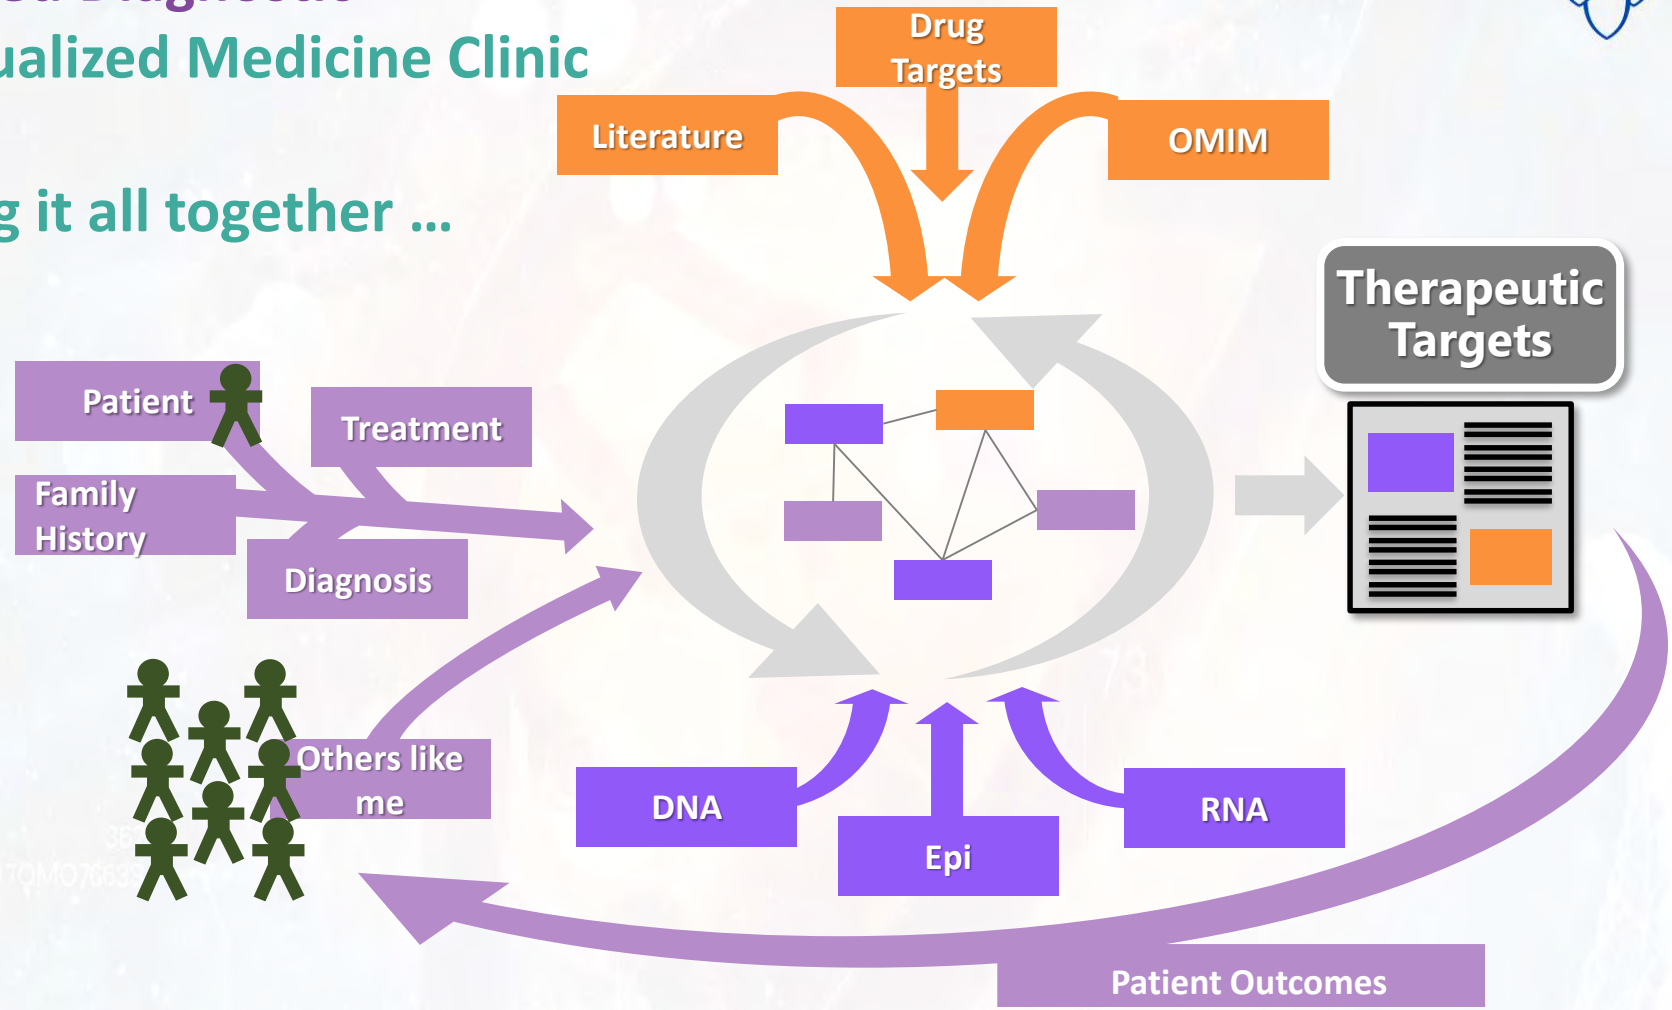 ualized Medicine Clinic
g it all together ...
Drug
Targets
Literature
OMIM
Therapeutic
Targets
Patient
Treatment
Family
History
Diagnosis
Others like
me
DNA
Epi
RNA
Patient Outcomes
73